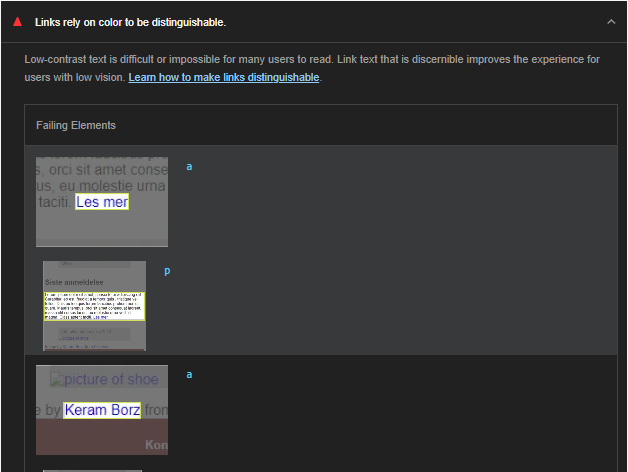 Links rely on color to be distinguishable.
Low-contrast text is difficult or impossible for many users to read. Link text that is discernible improves the experience for
users with low vision. Learn how to make links distinguishable.
Failing Elements
a
s, orci sit amet conse
us, eu molestie urna
taciti. Les mer
p
Siste anmeldelse
Les mer
a
picture of shoe
e by Keram Borz from
Kon